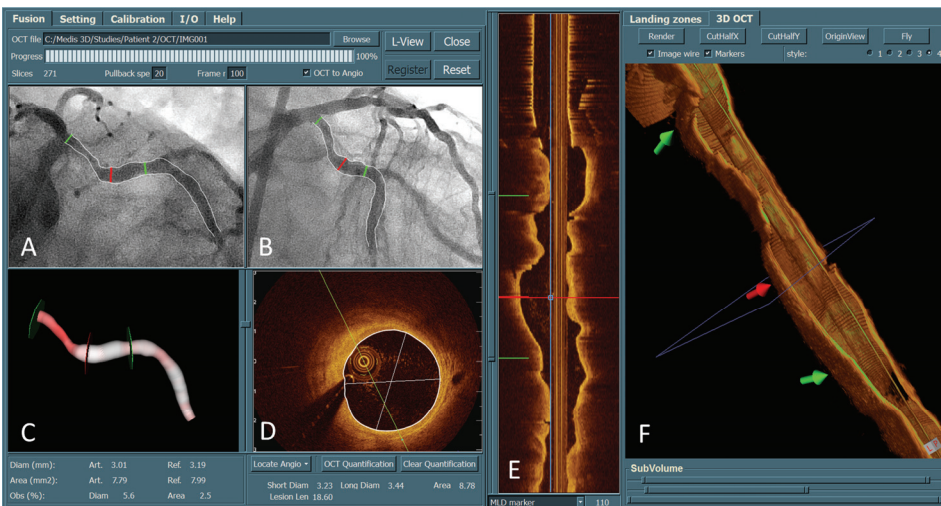 Fusion Setting Calibration I/O Help
OCT file C:/Medis 3D/Studies/Patient 2/OCT/IMG001 Browse L-View Close
Progress 100%
Slices 271 Pullback spe 20 Frame r 100 OCT to Angio Register Reset
A
B
C
D
E
F
Diam (mm): Art. 3.01 Ref. 3.19
Area (mm2): Art. 7.79 Ref. 7.99
Obs (%): Diam 5.6 Area 2.5
Locate Angio OCT Quantification Clear Quantification
Short Diam 3.23 Long Diam 3.44 Area 8.78
Lesion Len 18.60
MLD marker 110
Landing zones 3D OCT
Render CutHalfX CutHalfY OriginView Fly
Image wire Markers style: 1 2 3 4
SubVolume